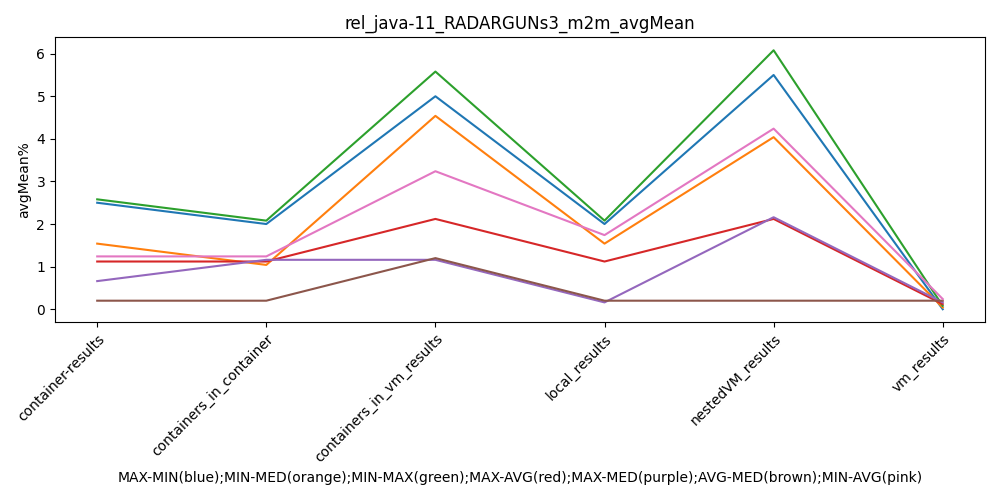 rel_java-11_RADARGUNs3_m2m_avgMean
avgMean%
6
5
4
3
2
1
0
container-results
containers_in_container
containers_in_vm_results
local_results
nestedVM_results
vm_results
MAX-MIN(blue);MIN-MED(orange);MIN-MAX(green);MAX-AVG(red);MAX-MED(purple);AVG-MED(brown);MIN-AVG(pink)